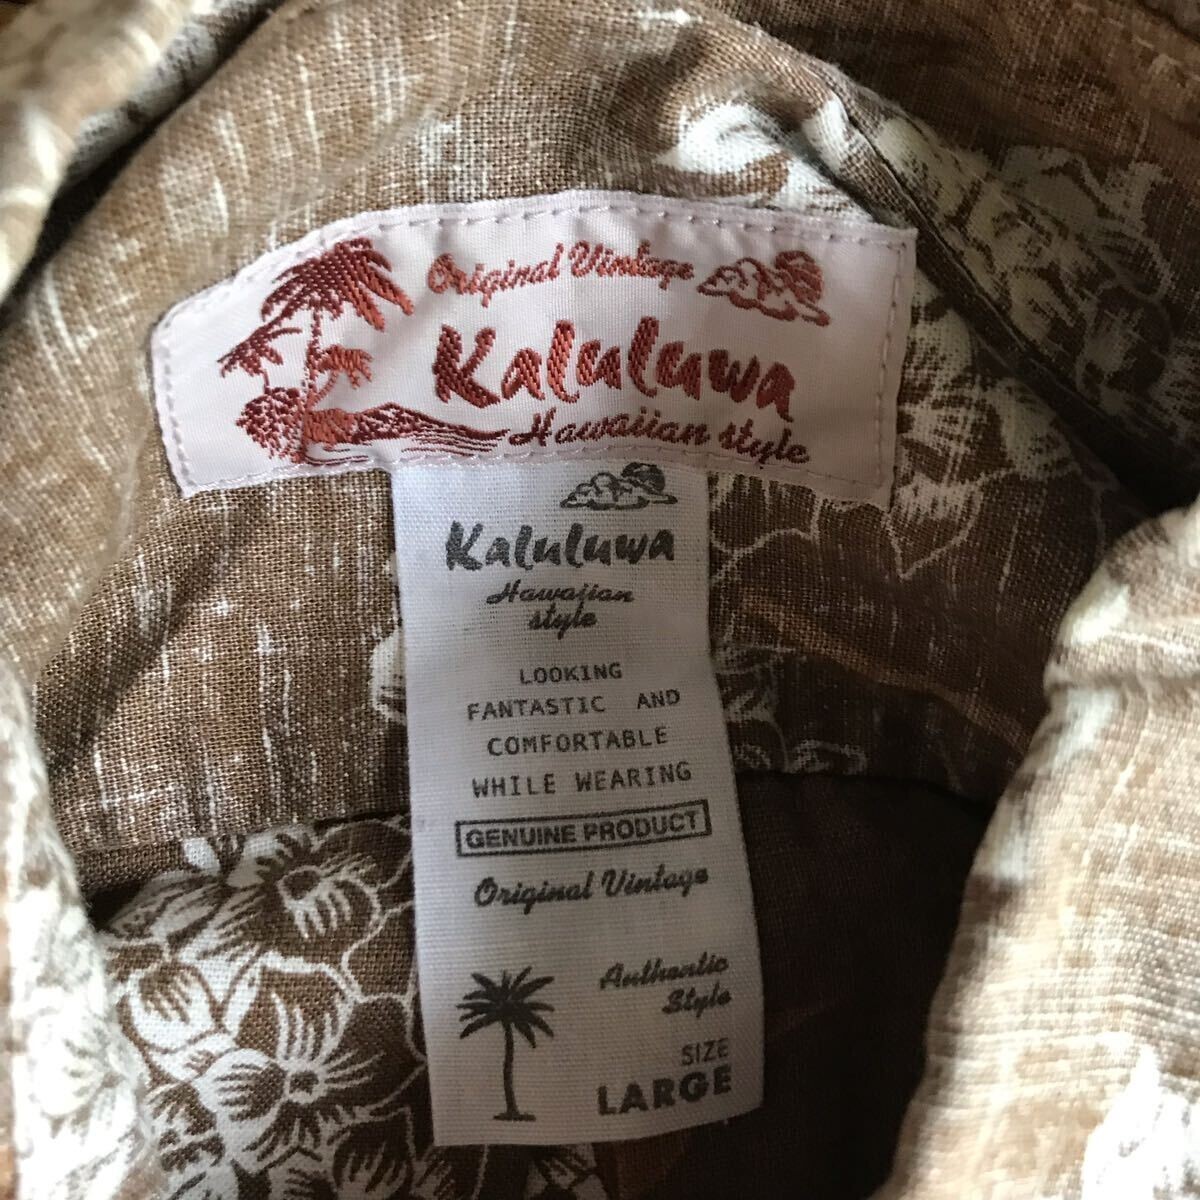 Original Vintage
Kaluluwa
Hawaiian style
Kaluluwa
Hawaiian
style
LOOKING
FANTASTIC AND
COMFORTABLE
WHILE WEARING
GENUINE PRODUCT
Original Vintage
Authentic
Style
SIZE
LARGE